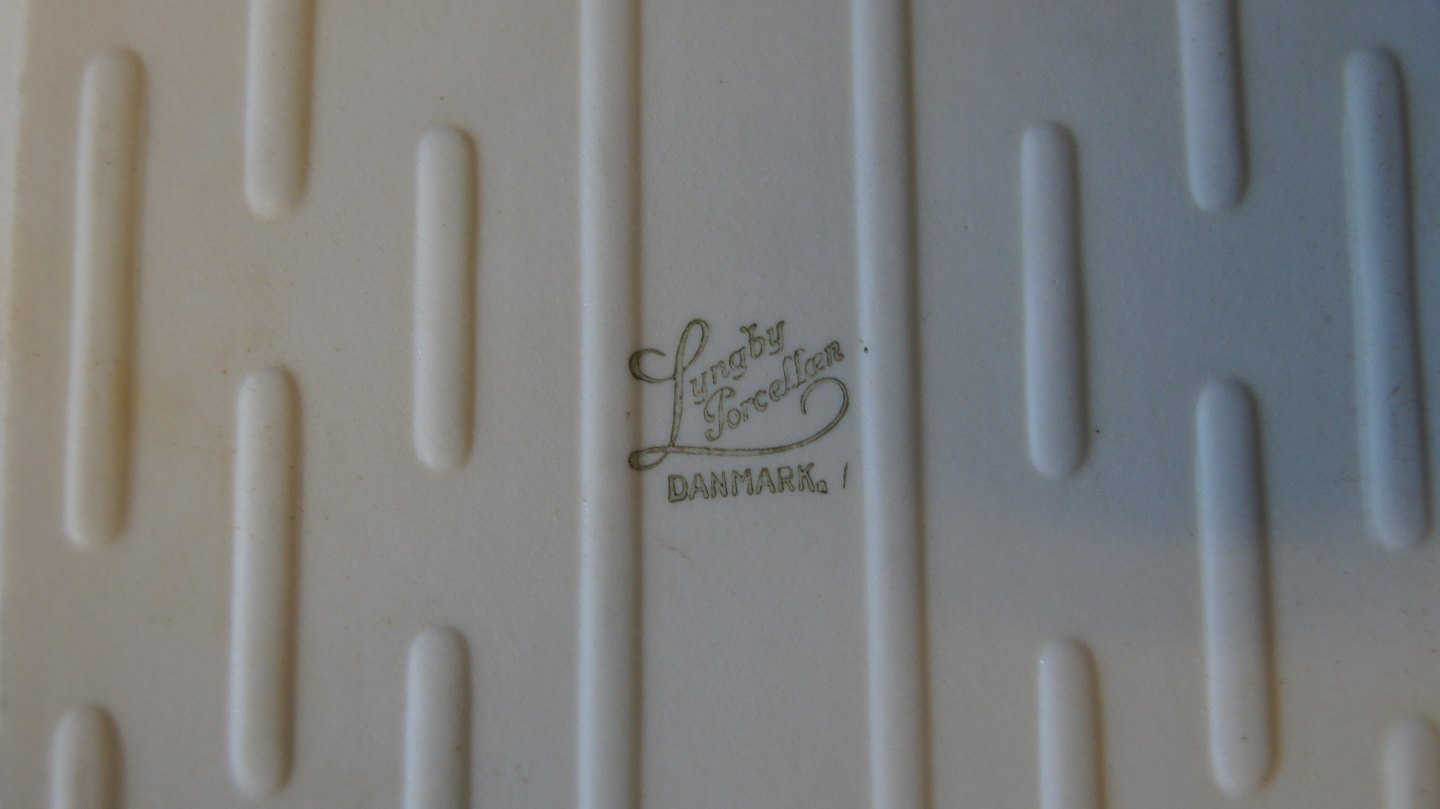 Lyngby
Porcellæn
DANMARK. /